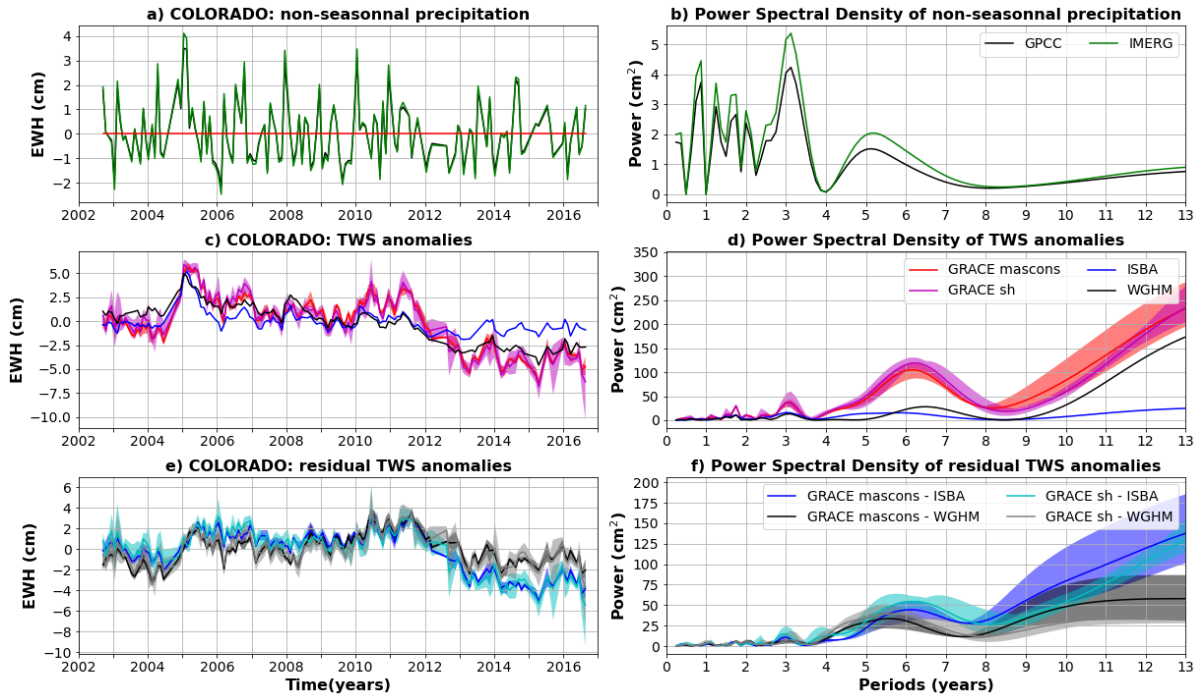 a) COLORADO: non-seasonnal precipitation
EWH (cm)
4
3
2
1
0
−1
−2
2002 2004 2006 2008 2010 2012 2014 2016
b) Power Spectral Density of non-seasonnal precipitation
GPCC IMERG
Power (cm²)
5
4
3
2
1
0
0 1 2 3 4 5 6 7 8 9 10 11 12 13
c) COLORADO: TWS anomalies
EWH (cm)
5.0
2.5
0.0
−2.5
−5.0
−7.5
−10.0
2002 2004 2006 2008 2010 2012 2014 2016
d) Power Spectral Density of TWS anomalies
GRACE mascons ISBA
GRACE sh WGHM
Power (cm²)
350
300
250
200
150
100
50
0
0 1 2 3 4 5 6 7 8 9 10 11 12 13
e) COLORADO: residual TWS anomalies
EWH (cm)
6
4
2
0
−2
−4
−6
−8
−10
2002 2004 2006 2008 2010 2012 2014 2016
Time(years)
f) Power Spectral Density of residual TWS anomalies
GRACE mascons - ISBA GRACE sh - ISBA
GRACE mascons - WGHM GRACE sh - WGHM
Power (cm²)
200
175
150
125
100
75
50
25
0
0 1 2 3 4 5 6 7 8 9 10 11 12 13
Periods (years)